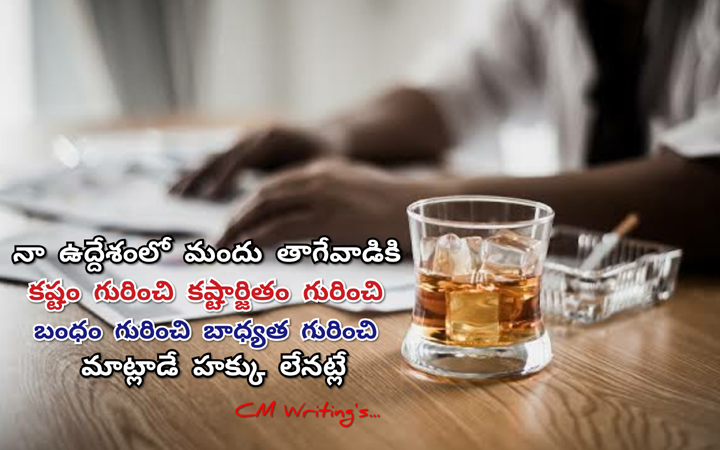 నా ఉద్దేశంలో మందు తాగేవాడికి
కష్టం గురించి కష్టార్జితం గురించి
బంధం గురించి బాధ్యత గురించి
మాట్లాడే హక్కు లేనట్లే
CM Writing's...